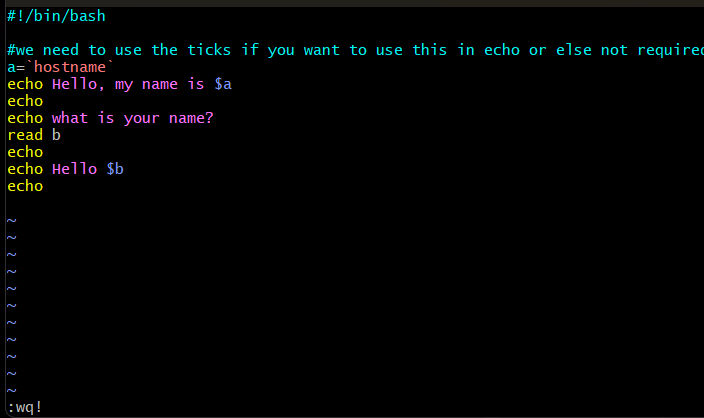 #!/bin/bash
#we need to use the ticks if you want to use this in echo or else not required
a=`hostname`
echo Hello, my name is $a
echo
echo what is your name?
read b
echo
echo Hello $b
echo
~
~
~
~
~
~
~
~
~
~
~
:wq!